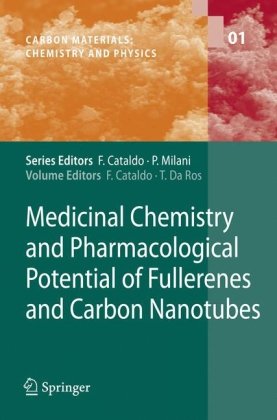 CARBON MATERIALS:
CHEMISTRY AND PHYSICS
01
Series Editors F. Cataldo · P. Milani
Volume Editors F. Cataldo · T. Da Ros
Medicinal Chemistry
and Pharmacological
Potential of Fullerenes
and Carbon Nanotubes
Springer